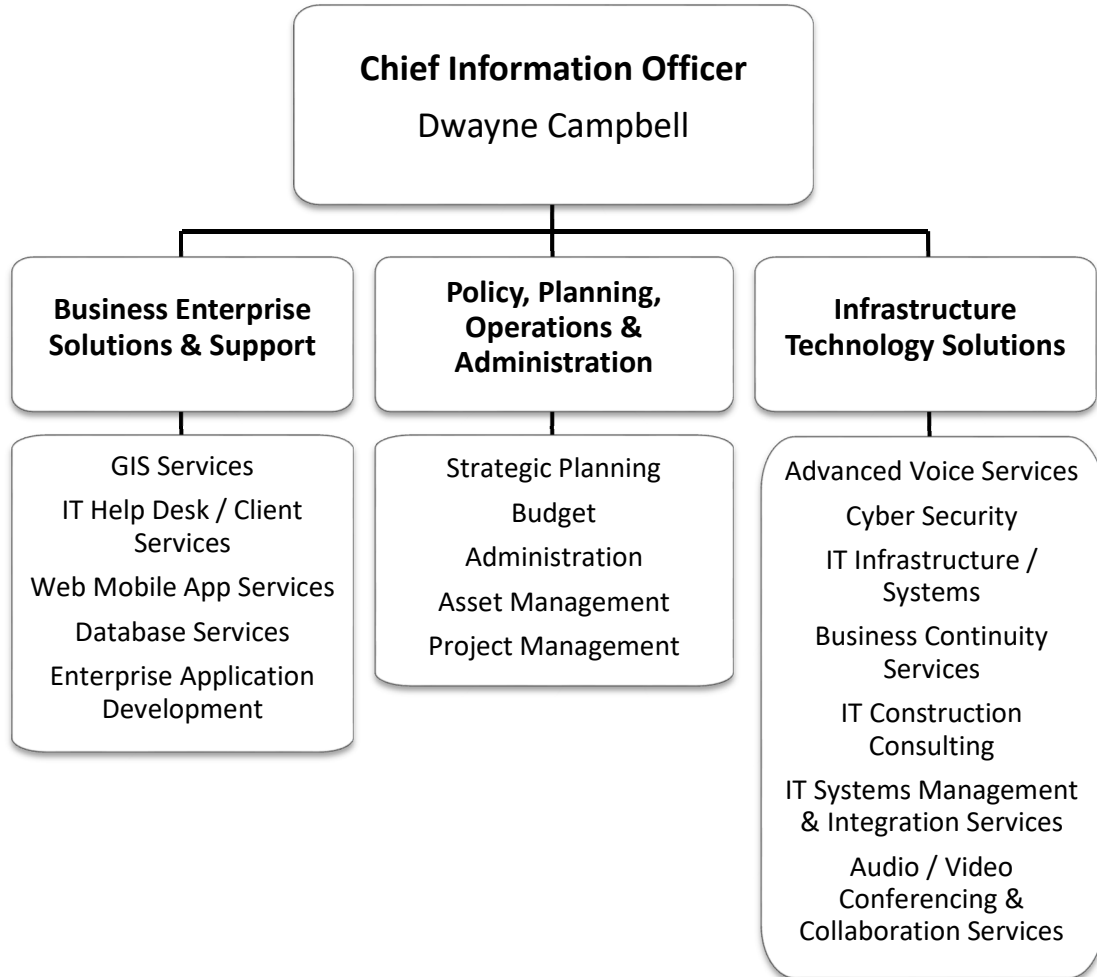 Chief Information Officer
Dwayne Campbell
Business Enterprise
Solutions & Support
Policy, Planning,
Operations &
Administration
Infrastructure
Technology Solutions
GIS Services
IT Help Desk / Client
Services
Web Mobile App Services
Database Services
Enterprise Application
Development
Strategic Planning
Budget
Administration
Asset Management
Project Management
Advanced Voice Services
Cyber Security
IT Infrastructure /
Systems
Business Continuity
Services
IT Construction
Consulting
IT Systems Management
& Integration Services
Audio / Video
Conferencing &
Collaboration Services